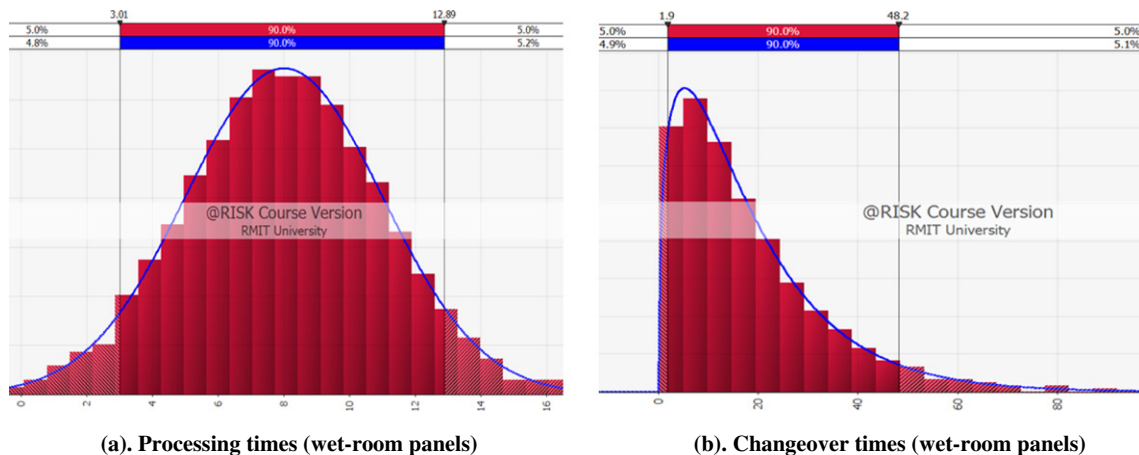 3.01 12.89
5.0% 90.0% 5.0%
4.8% 90.0% 5.2%
@RISK Course Version
RMIT University
0 2 4 6 8 10 12 14 16
(a). Processing times (wet-room panels)
1.9 48.2
5.0% 90.0% 5.0%
4.9% 90.0% 5.1%
@RISK Course Version
RMIT University
0 20 40 60 80
(b). Changeover times (wet-room panels)